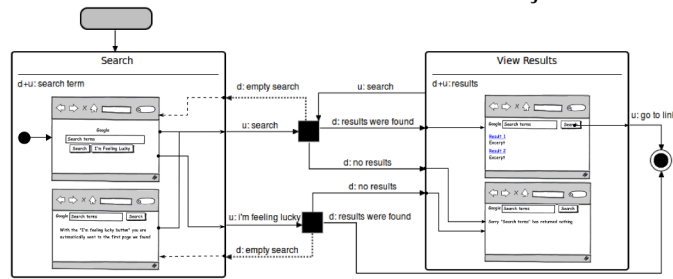 Search
View Results
d+u: search term
d: empty search
u: search
d+u: results
Google
Search terms
Search
I'm Feeling Lucky
u: search
d: results were found
Google
Search terms
Search
Result 1
Excerpt
Result 2
Excerpt
u: go to link
d: no results
d: no results
Google
Search terms
Search
With the "I'm feeling lucky button" you are
automatically sent to the first page we found
u: i'm feeling lucky
d: results were found
Google
Search terms
Search
Sorry "Search terms" has returned nothing
d: empty search